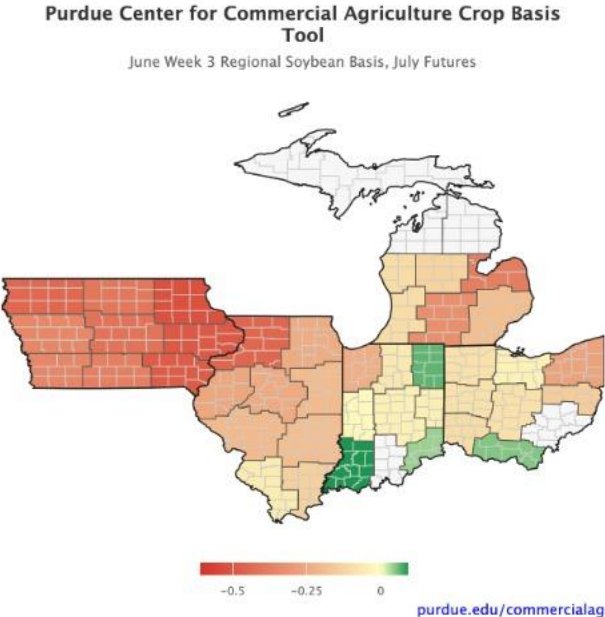 Purdue Center for Commercial Agriculture Crop Basis
Tool
June Week 3 Regional Soybean Basis, July Futures
−0.5 −0.25 0
purdue.edu/commercialag